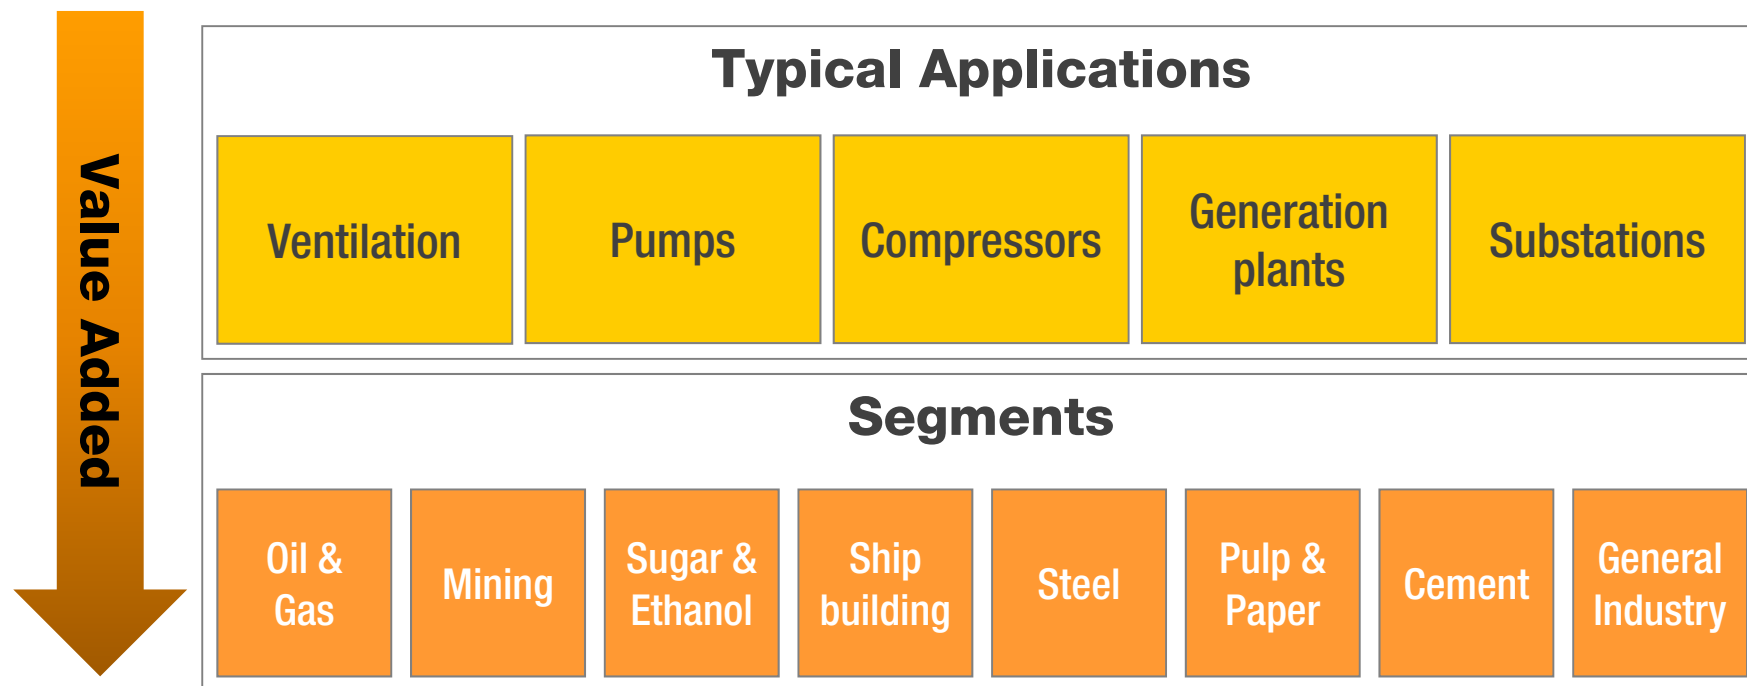 Value Added
Typical Applications
Ventilation
Pumps
Compressors
Generation
plants
Substations
Segments
Oil &
Gas
Mining
Sugar &
Ethanol
Ship
building
Steel
Pulp &
Paper
Cement
General
Industry